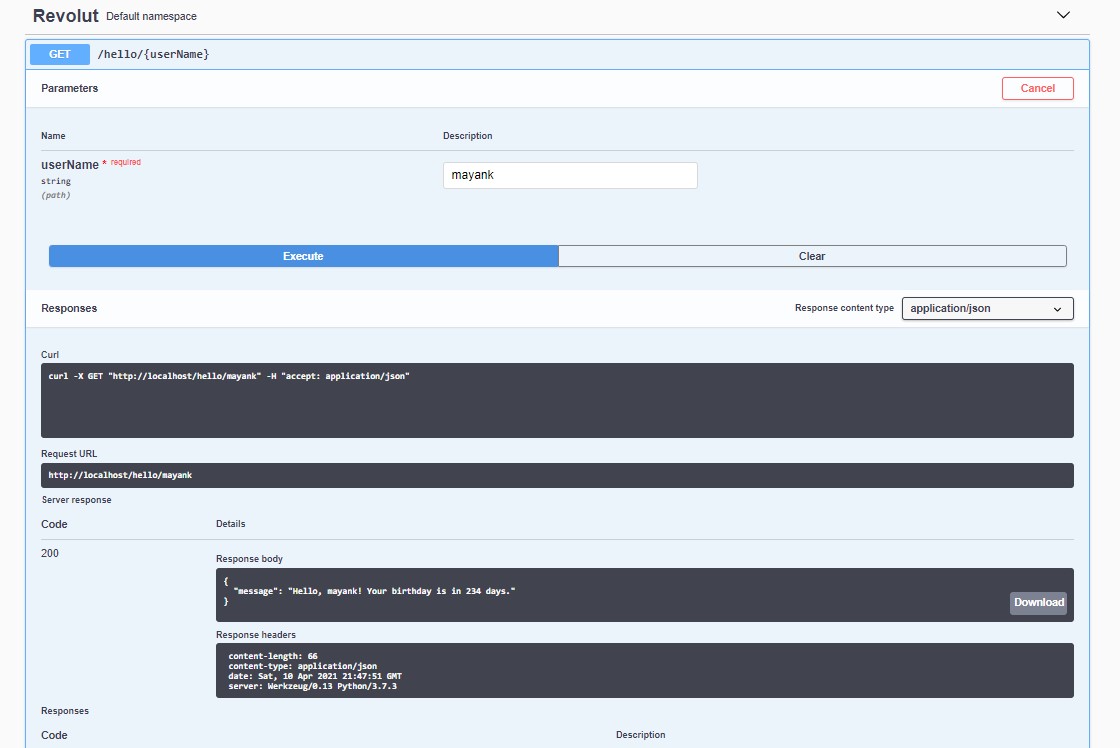 Revolut Default namespace
GET /hello/{userName}
Parameters Cancel
Name Description
userName * required
mayank
string
(path)
Execute Clear
Responses Response content type application/json
Curl
curl -X GET "http://localhost/hello/mayank" -H "accept: application/json"
Request URL
http://localhost/hello/mayank
Server response
Code Details
200
Response body
{
"message": "Hello, mayank! Your birthday is in 234 days."
}
Download
Response headers
content-length: 66
content-type: application/json
date: Sat, 10 Apr 2021 21:47:51 GMT
server: Werkzeug/0.13 Python/3.7.3
Responses
Code Description